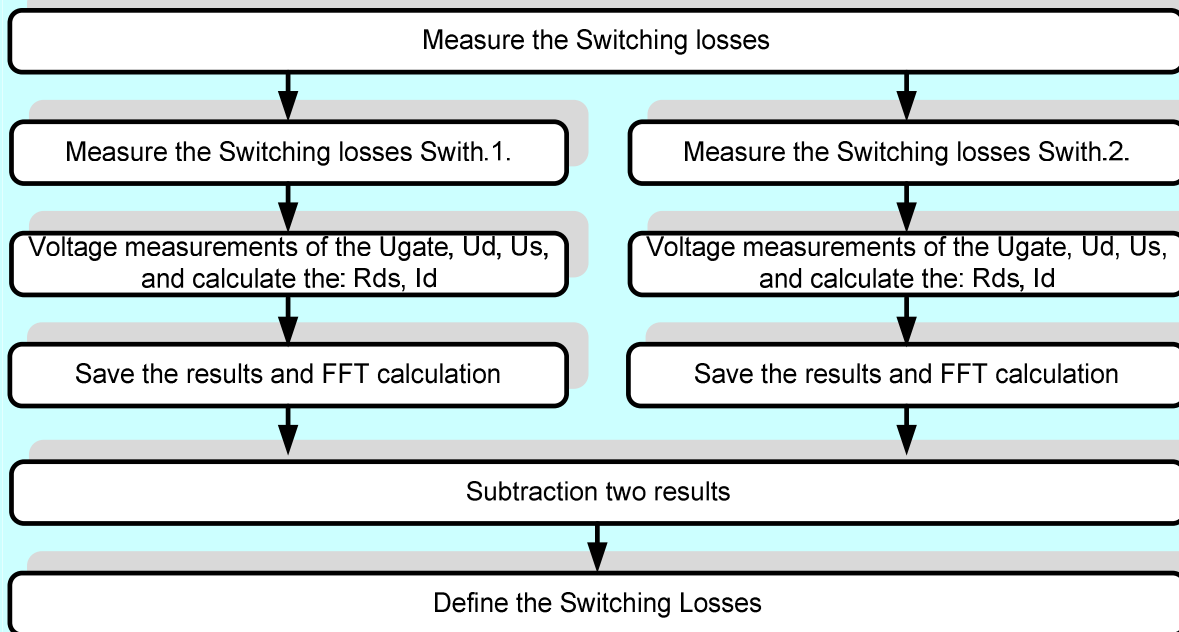 Measure the Switching losses
Measure the Switching losses Swith.1.
Measure the Switching losses Swith.2.
Voltage measurements of the Ugate, Ud, Us,
and calculate the: Rds, Id
Voltage measurements of the Ugate, Ud, Us,
and calculate the: Rds, Id
Save the results and FFT calculation
Save the results and FFT calculation
Subtraction two results
Define the Switching Losses